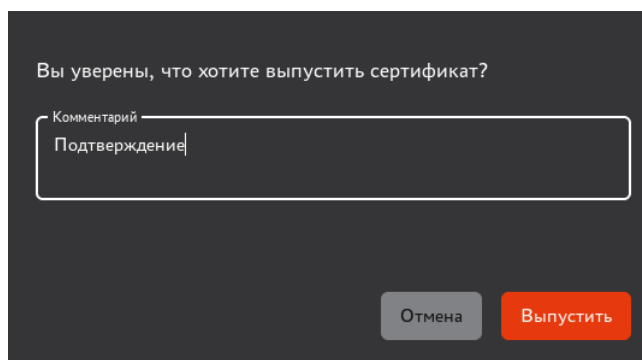 Вы уверены, что хотите выпустить сертификат?
Комментарий
Подтверждение
Отмена Выпустить